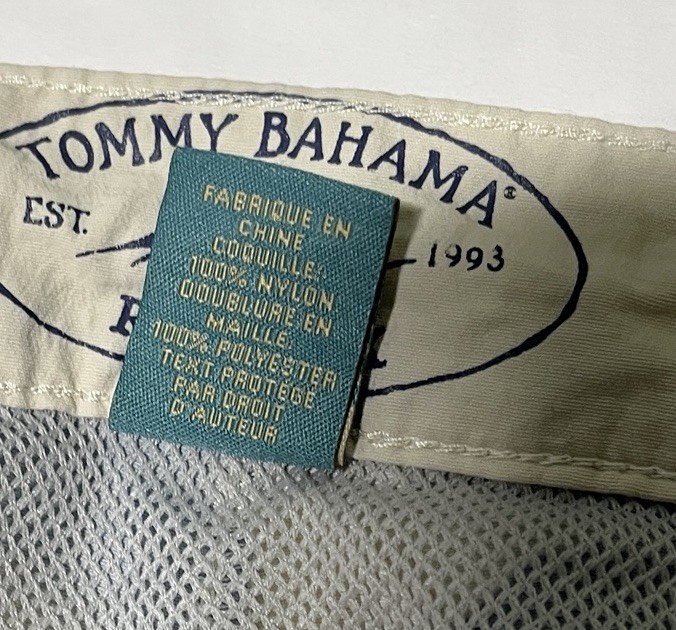 TOMMY BAHAMA®
EST.
1993
FABRIQUE EN
CHINE
COQUILLE:
100% NYLON
DOUBLURE EN
MAILLE:
100% POLYESTER
TEXT PROTÉGÉ
PAR DROIT
D'AUTEUR